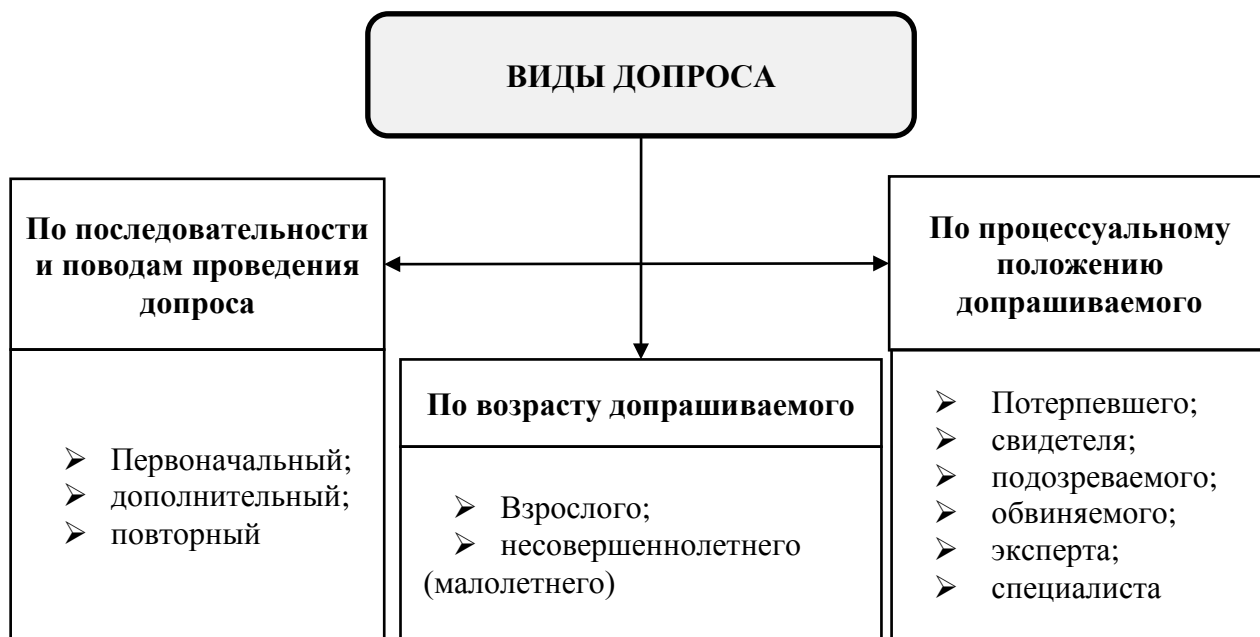 ВИДЫ ДОПРОСА
По последовательности
и поводам проведения
допроса
➢ Первоначальный;
➢ дополнительный;
➢ повторный
По возрасту допрашиваемого
➢ Взрослого;
➢ несовершеннолетнего
(малолетнего)
По процессуальному
положению
допрашиваемого
➢ Потерпевшего;
➢ свидетеля;
➢ подозреваемого;
➢ обвиняемого;
➢ эксперта;
➢ специалиста